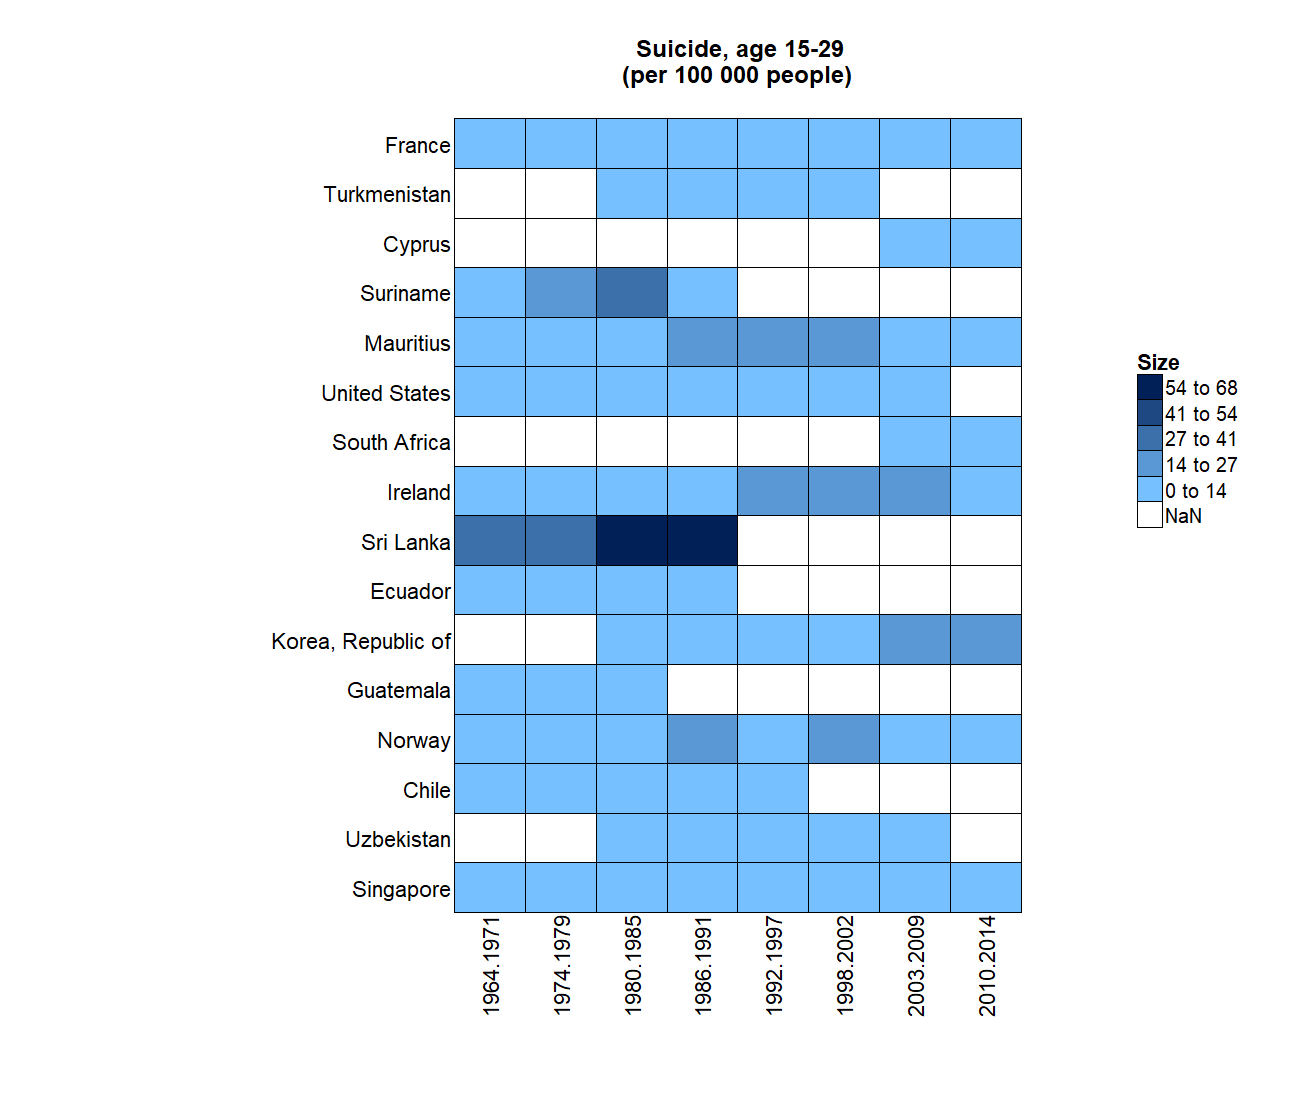 Suicide, age 15-29
(per 100 000 people)
France
Turkmenistan
Cyprus
Suriname
Mauritius
United States
South Africa
Ireland
Sri Lanka
Ecuador
Korea, Republic of
Guatemala
Norway
Chile
Uzbekistan
Singapore
1964.1971
1974.1979
1980.1985
1986.1991
1992.1997
1998.2002
2003.2009
2010.2014
Size
54 to 68
41 to 54
27 to 41
14 to 27
0 to 14
NaN